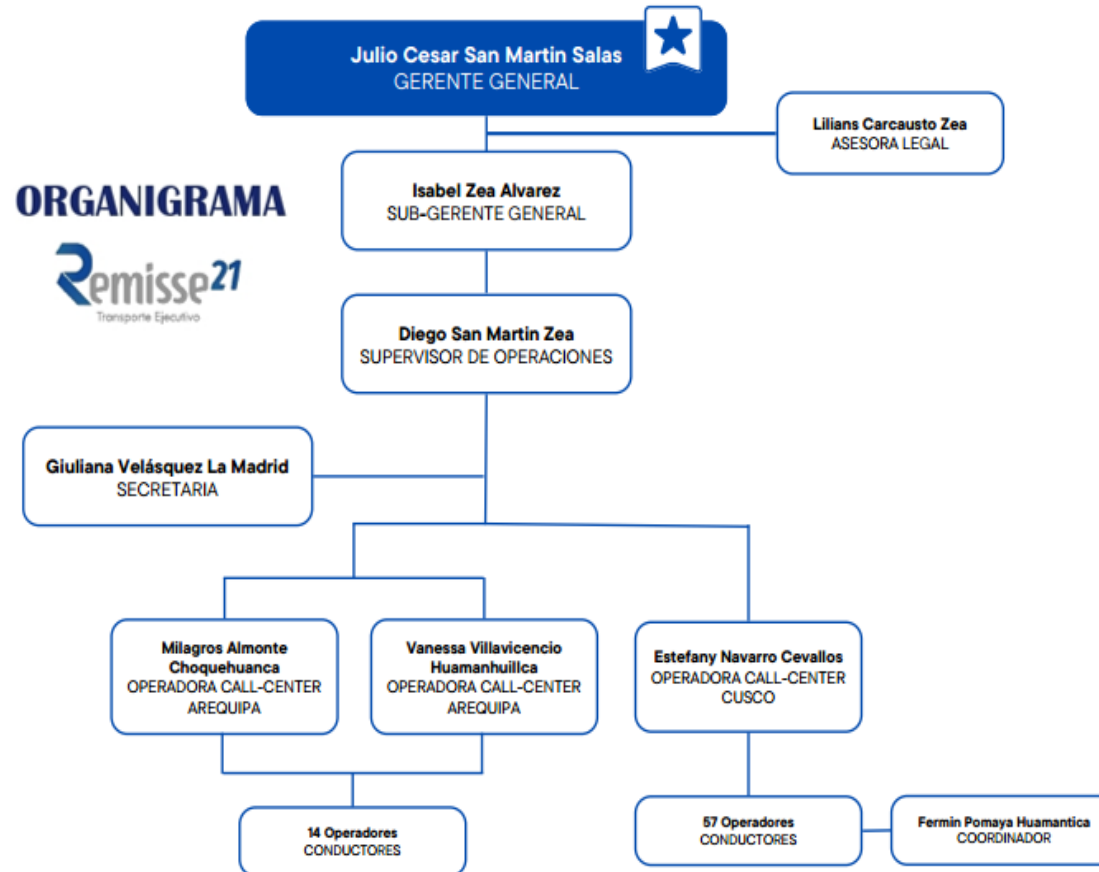 Julio Cesar San Martin Salas
GERENTE GENERAL
Lilians Carcausto Zea
ASESORA LEGAL
Isabel Zea Alvarez
SUB-GERENTE GENERAL
ORGANIGRAMA
Remisse21
Transporte Ejecutivo
Diego San Martin Zea
SUPERVISOR DE OPERACIONES
Giuliana Velásquez La Madrid
SECRETARIA
Milagros Almonte
Choquehuanca
OPERADORA CALL-CENTER
AREQUIPA
Vanessa Villavicencio
Huamanhuillca
OPERADORA CALL-CENTER
AREQUIPA
Estefany Navarro Cevallos
OPERADORA CALL-CENTER
CUSCO
14 Operadores
CONDUCTORES
57 Operadores
CONDUCTORES
Fermin Pomaya Huamantica
COORDINADOR